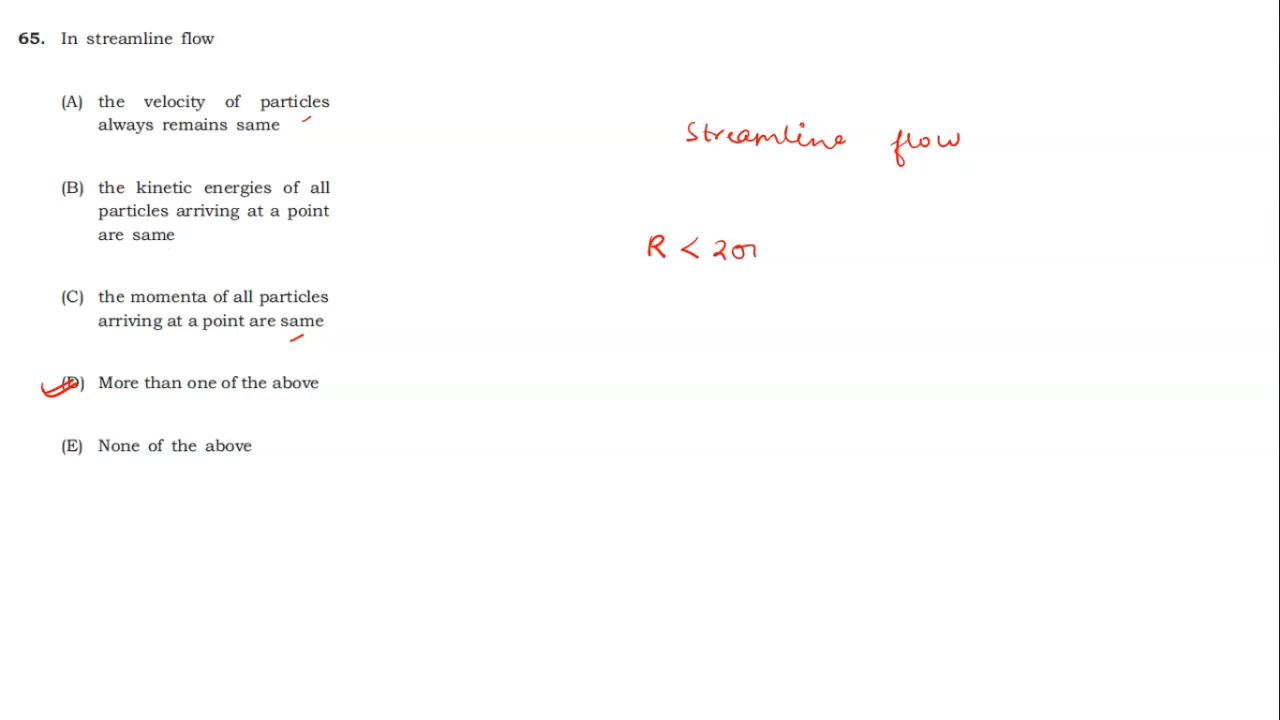 65. In streamline flow
(A) the velocity of particles
always remains same
(B) the kinetic energies of all
particles arriving at a point
are same
(C) the momenta of all particles
arriving at a point are same
(D) More than one of the above
(E) None of the above
Streamline flow
R < 200